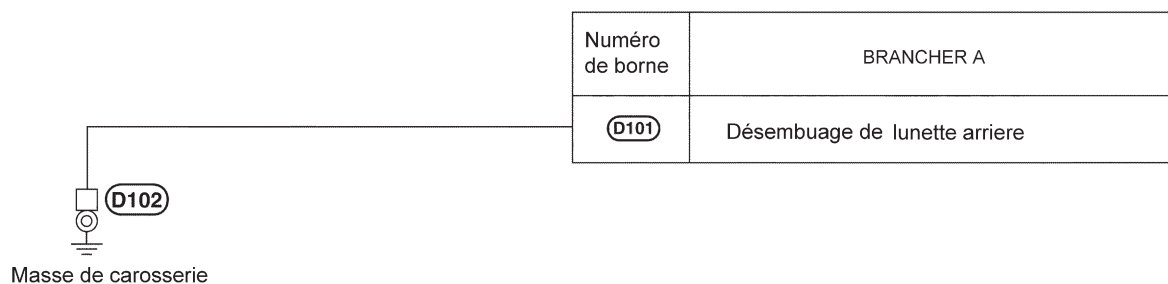 Numéro
de borne
BRANCHER A
D101
Désembuage de lunette arriere
D102
Masse de carosserie